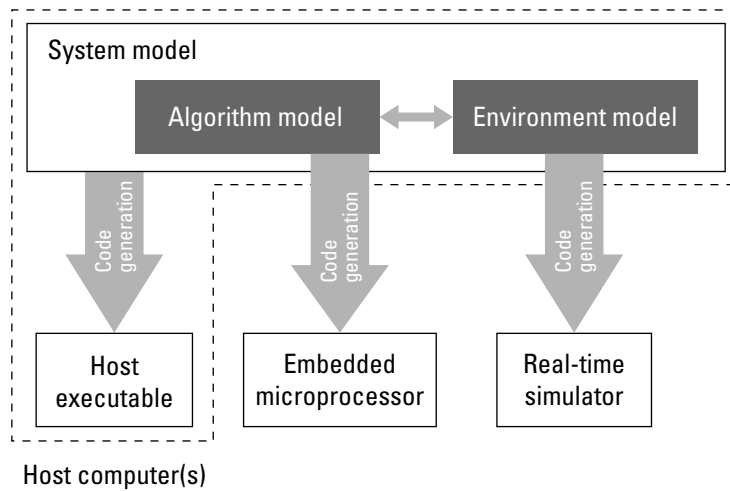 System model
Algorithm model
Environment model
Code
generation
Code
generation
Code
generation
Host
executable
Embedded
microprocessor
Real-time
simulator
Host computer(s)